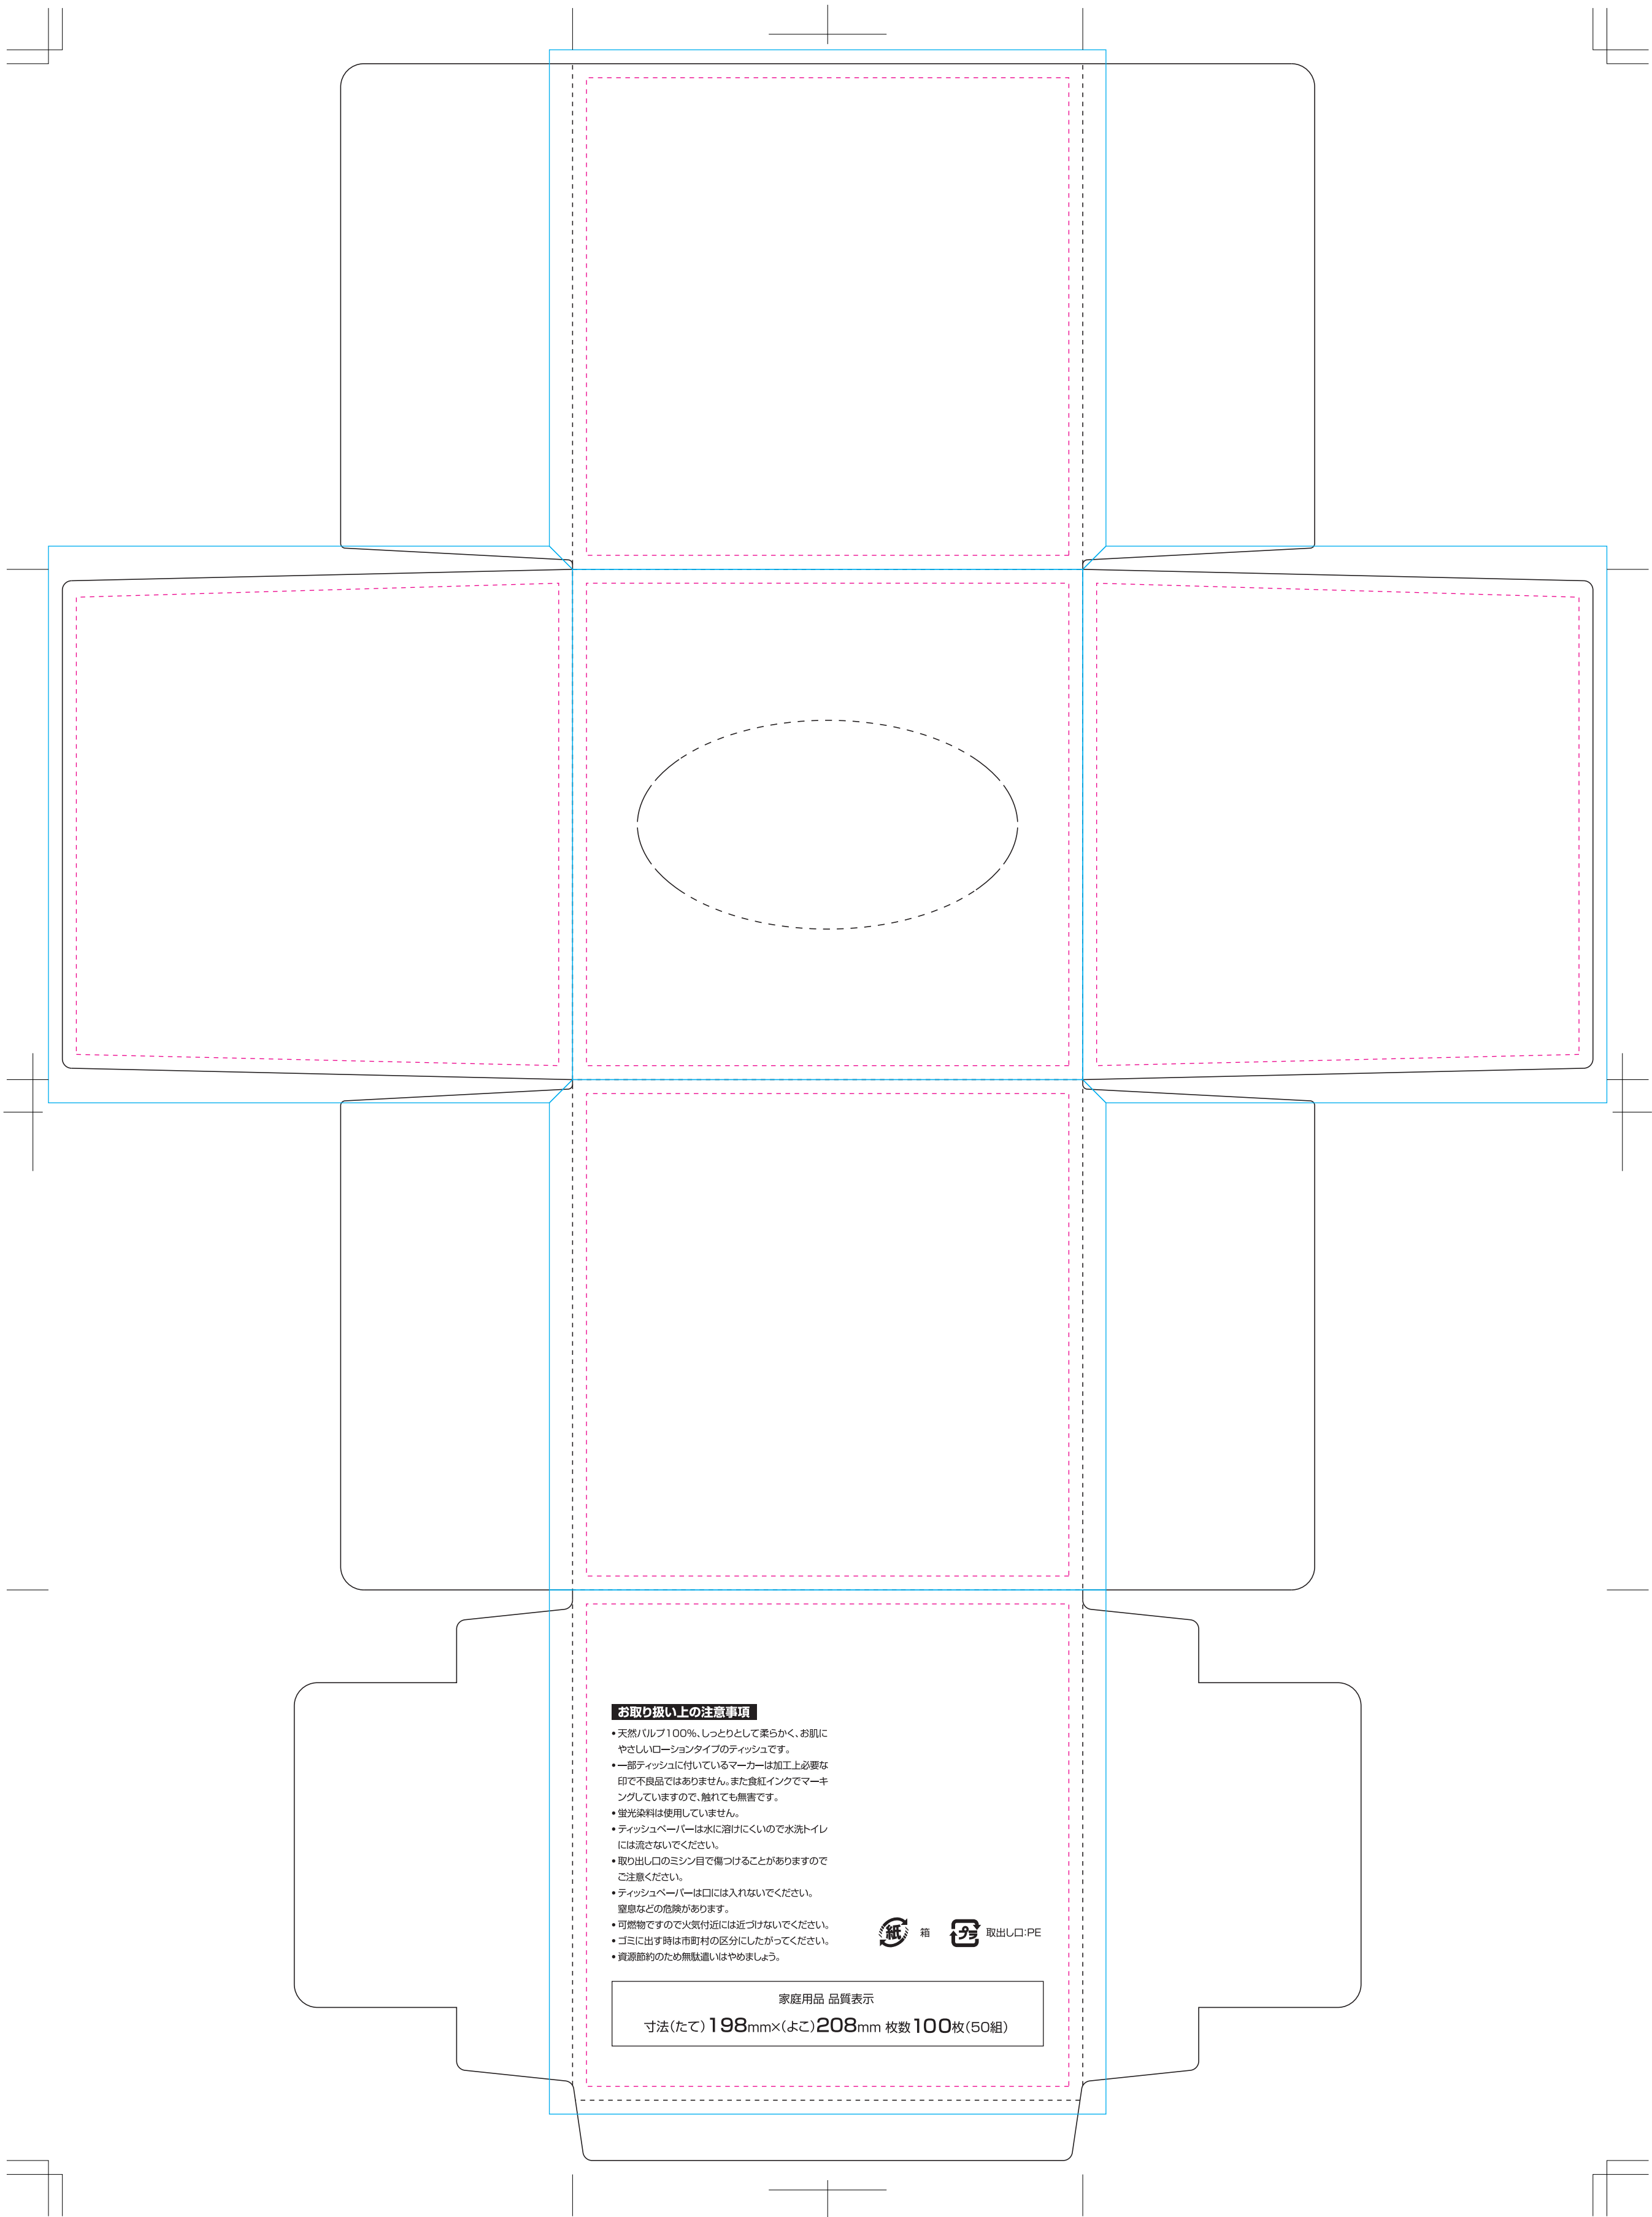 お取り扱い上の注意事項
•天然パルプ100%、しっとりとして柔らかく、お肌に
やさしいローションタイプのティッシュです。
•一部ティッシュに付いているマーカーは加工上必要な
印で不良品ではありません。また食紅インクでマーキ
ングしていますので、触れても無害です。
•蛍光染料は使用していません。
•ティッシュペーパーは水に溶けにくいので水洗トイレ
には流さないでください。
•取り出し口のミシン目で傷つけることがありますので
ご注意ください。
•ティッシュペーパーは口には入れないでください。
窒息などの危険があります。
•可燃物ですので火気付近には近づけないでください。
•ゴミに出す時は市町村の区分にしたがってください。
•資源節約のため無駄遣いはやめましょう。
紙 箱 プラ 取出し口:PE
家庭用品 品質表示
寸法(たて)198mm×(よこ)208mm 枚数100枚(50組)